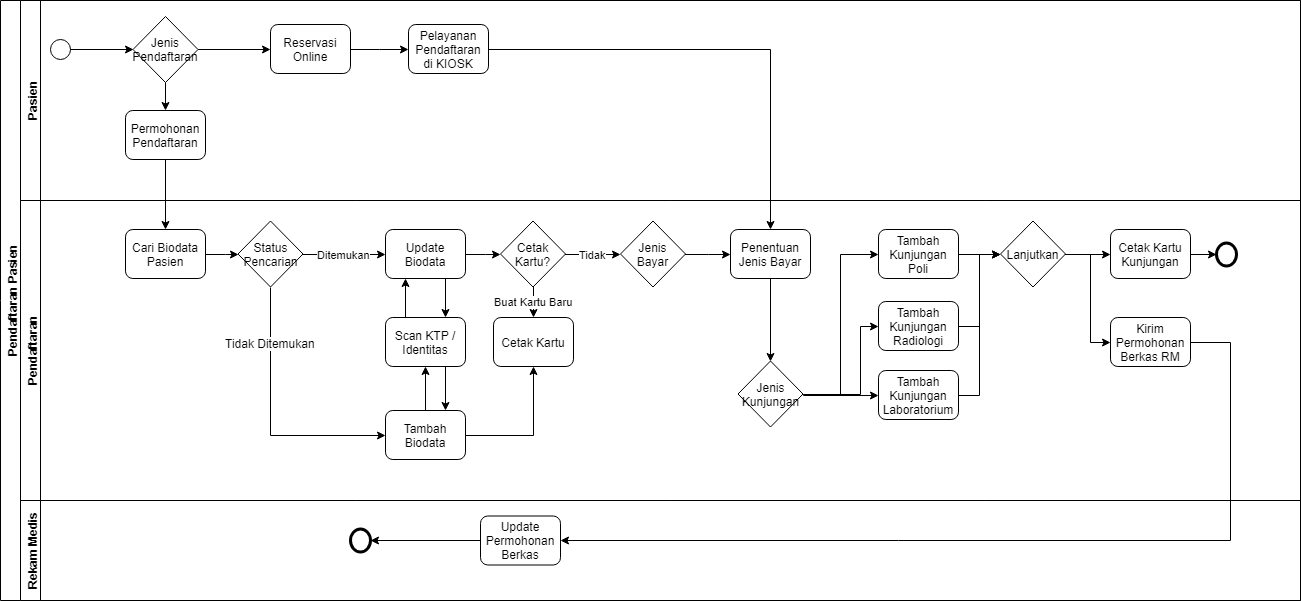 Pendaftaran Pasien
Pasien
Jenis
Pendaftaran
Reservasi
Online
Pelayanan
Pendaftaran
di KIOSK
Permohonan
Pendaftaran
Pendaftaran
Cari Biodata
Pasien
Status
Pencarian
Ditemukan
Update
Biodata
Cetak
Kartu?
Tidak
Jenis
Bayar
Penentuan
Jenis Bayar
Tambah
Kunjungan
Poli
Lanjutkan
Cetak Kartu
Kunjungan
Buat Kartu Baru
Tidak Ditemukan
Scan KTP /
Identitas
Cetak Kartu
Tambah
Kunjungan
Radiologi
Kirim
Permohonan
Berkas RM
Jenis
Kunjungan
Tambah
Kunjungan
Laboratorium
Tambah
Biodata
Rekam Medis
Update
Permohonan
Berkas